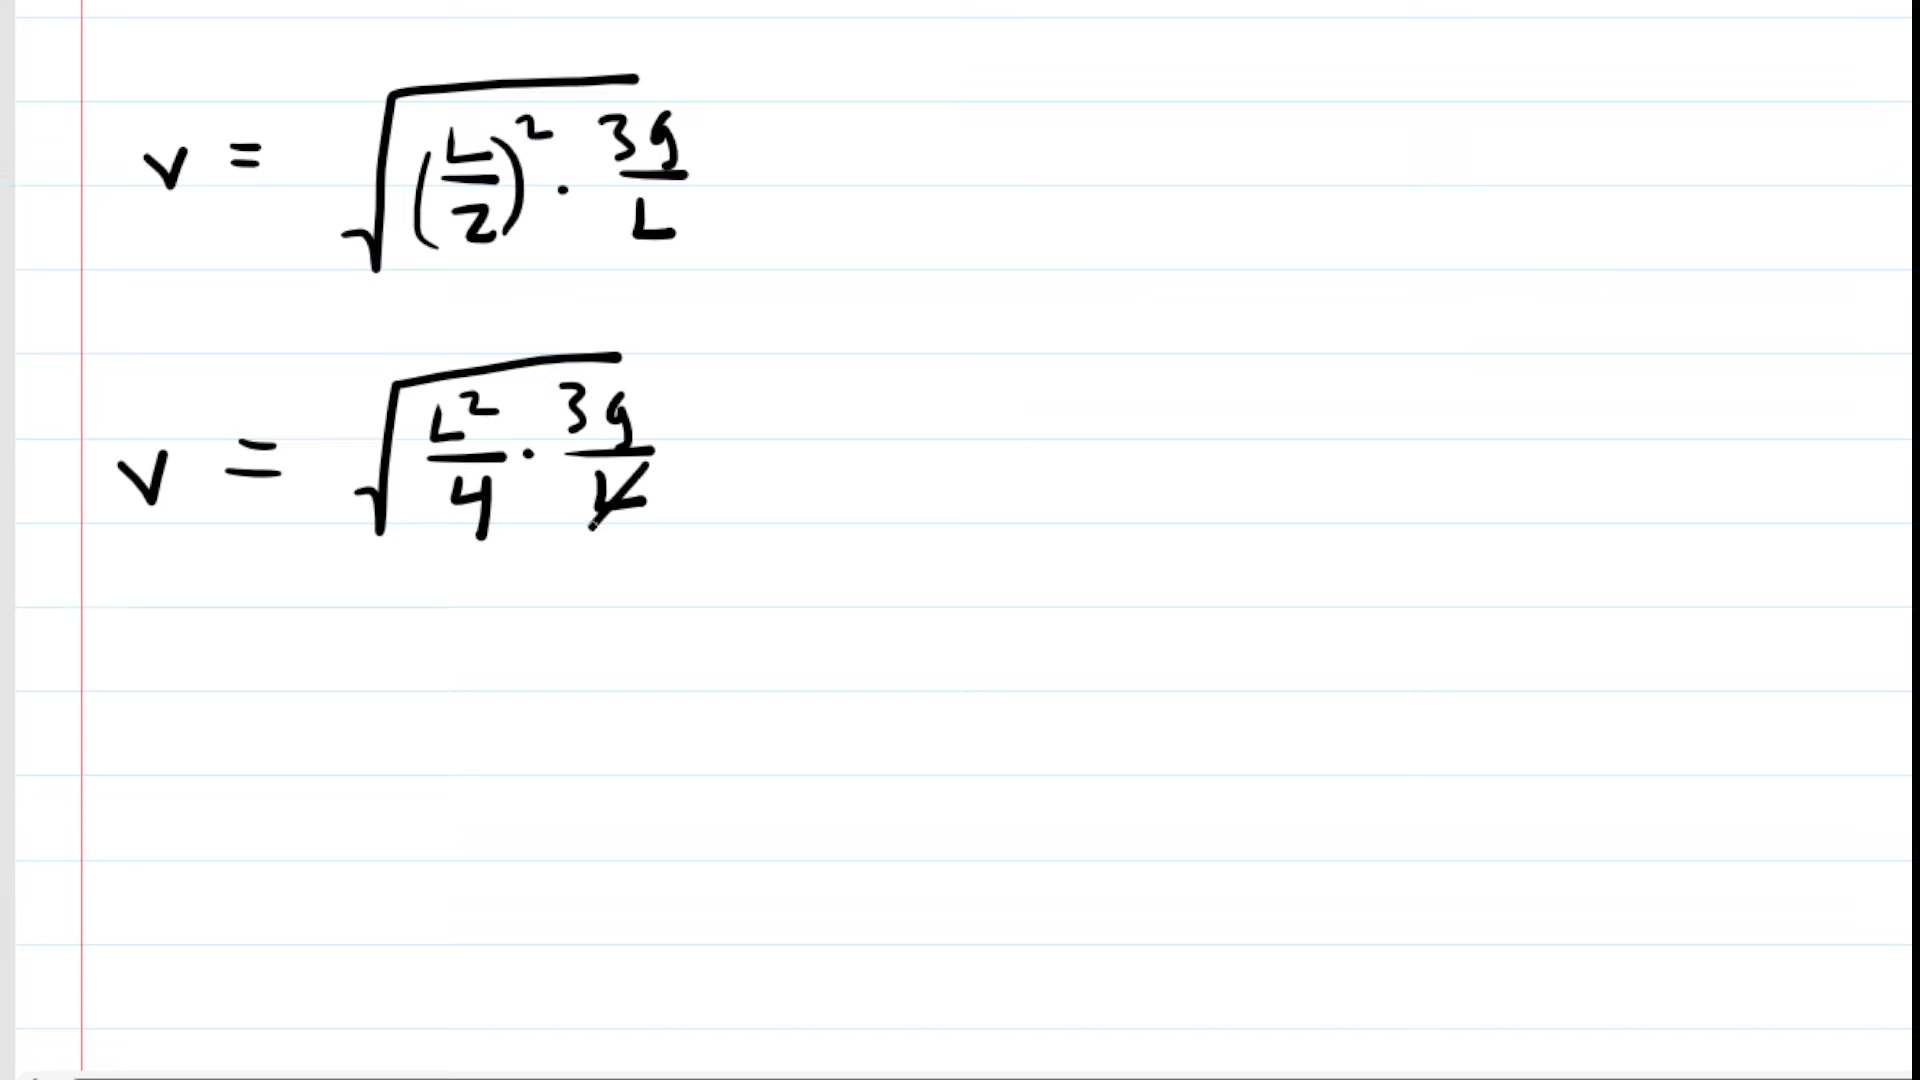 v = √((L/2)² · 3g/L)
v = √(L²/4 · 3g/L)